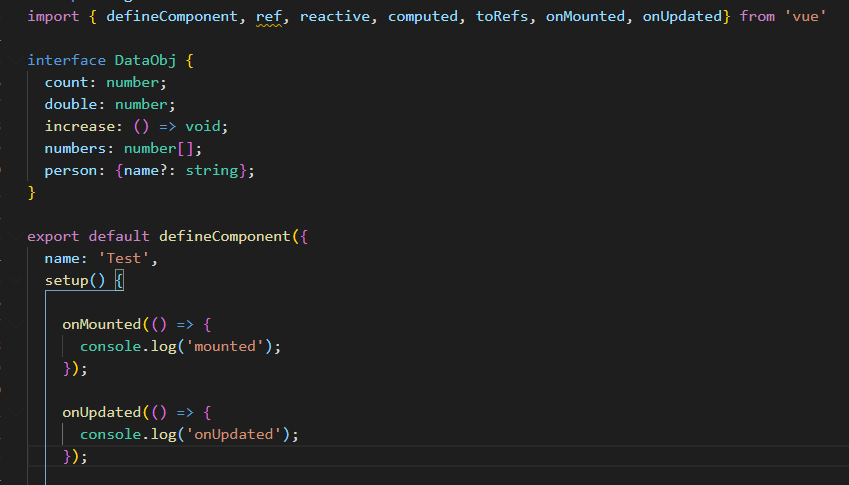 import { defineComponent, ref, reactive, computed, toRefs, onMounted, onUpdated} from 'vue'
interface DataObj {
count: number;
double: number;
increase: () => void;
numbers: number[];
person: {name?: string};
}
export default defineComponent({
name: 'Test',
setup() {
onMounted(() => {
console.log('mounted');
});
onUpdated(() => {
console.log('onUpdated');
});